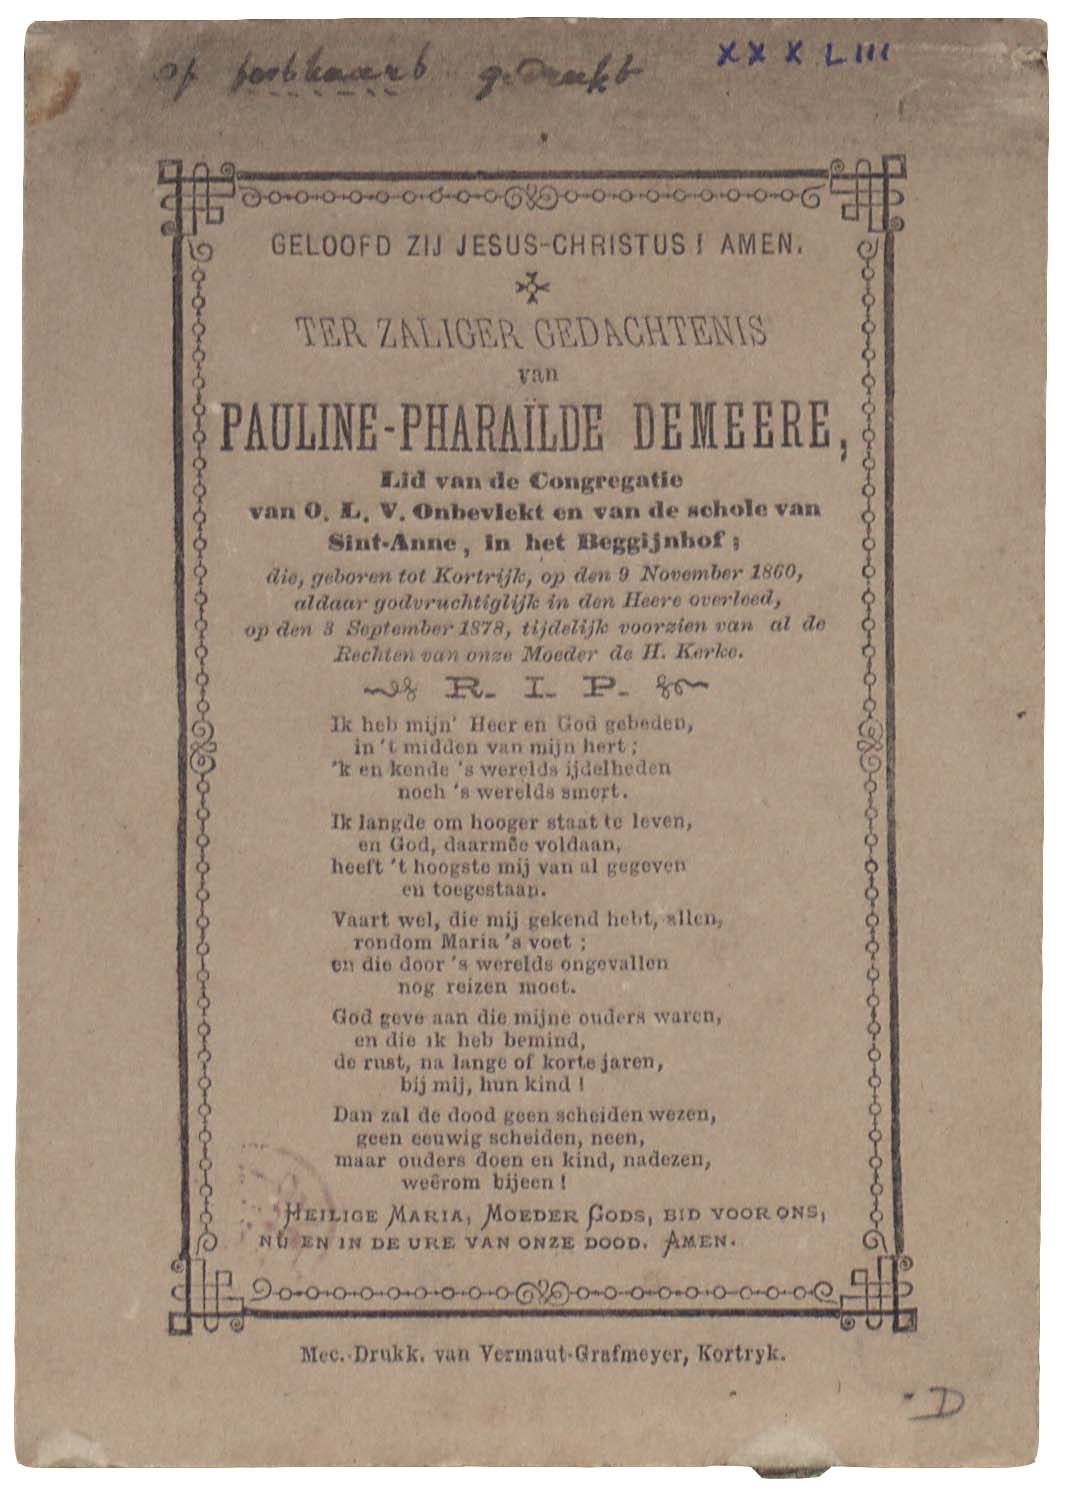 op postkaart gedrukt
XXXLIII
GELOOFD ZIJ JESUS-CHRISTUS! AMEN.
TER ZALIGER GEDACHTENIS
van
PAULINE-PHARAÏLDE DEMEERE,
Lid van de Congregatie
van O. L. V. Onbevlekt en van de schole van
Sint-Anne, in het Beggijnhof;
die, geboren tot Kortrijk, op den 9 November 1860,
aldaar godvruchtiglijk in den Heere overleed,
op den 3 September 1878, tijdelijk voorzien van al de
Rechten van onze Moeder de H. Kerke.
R. I. P.
Ik heb mijn' Heer en God gebeden,
in 't midden van mijn hert;
'k en kende 's werelds ijdelheden
noch 's werelds smert.
Ik langde om hooger staat te leven,
en God, daarmêe voldaan,
heeft 't hoogste mij van al gegeven
en toegestaan.
Vaart wel, die mij gekend hebt, allen,
rondom Maria 's voet;
en die door 's werelds ongevallen
nog reizen moet.
God geve aan die mijne ouders waren,
en die ik heb bemind,
de rust, na lange of korte jaren,
bij mij, hun kind!
Dan zal de dood geen scheiden wezen,
geen eeuwig scheiden, neen,
maar ouders doen en kind, nadezen,
weêrom bijeen!
HEILIGE MARIA, MOEDER GODS, BID VOOR ONS,
NU EN IN DE URE VAN ONZE DOOD. AMEN.
Mec.-Drukk. van Vermaut-Grafmeyer, Kortryk.
D